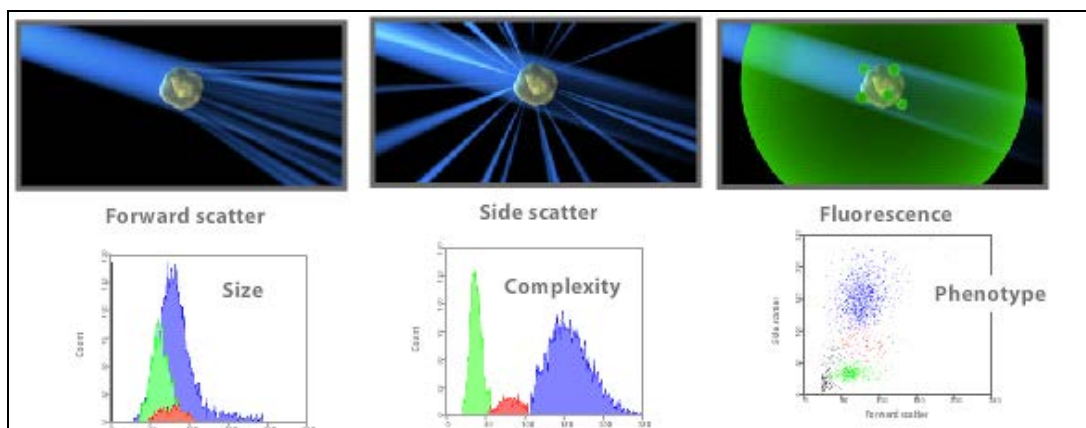 Forward scatter
Side scatter
Fluorescence
Size
Complexity
Phenotype
Count
Count
Side scatter
Forward scatter